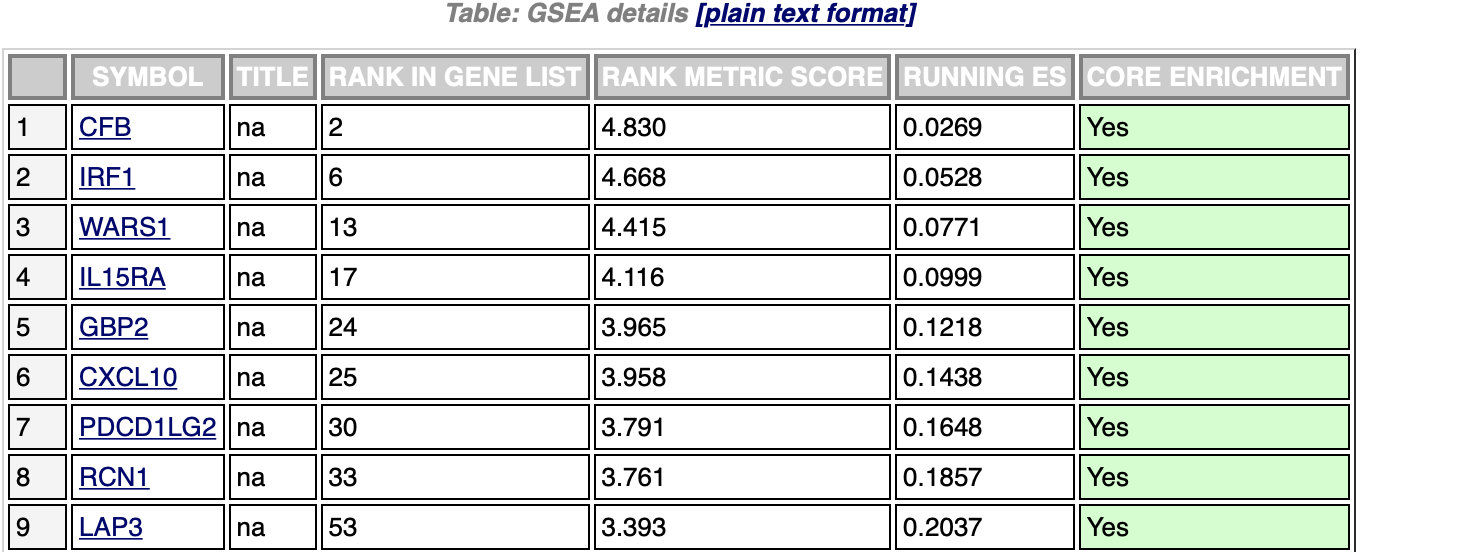 Table: GSEA details [plain text format]
SYMBOL TITLE RANK IN GENE LIST RANK METRIC SCORE RUNNING ES CORE ENRICHMENT
1 CFB na 2 4.830 0.0269 Yes
2 IRF1 na 6 4.668 0.0528 Yes
3 WARS1 na 13 4.415 0.0771 Yes
4 IL15RA na 17 4.116 0.0999 Yes
5 GBP2 na 24 3.965 0.1218 Yes
6 CXCL10 na 25 3.958 0.1438 Yes
7 PDCD1LG2 na 30 3.791 0.1648 Yes
8 RCN1 na 33 3.761 0.1857 Yes
9 LAP3 na 53 3.393 0.2037 Yes